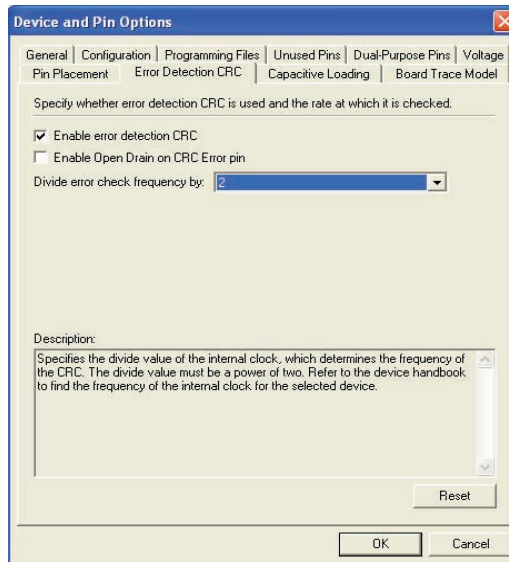 Device and Pin Options
General Configuration Programming Files Unused Pins Dual-Purpose Pins Voltage
Pin Placement Error Detection CRC Capacitive Loading Board Trace Model
Specify whether error detection CRC is used and the rate at which it is checked.
Enable error detection CRC
Enable Open Drain on CRC Error pin
Divide error check frequency by: 2
Description:
Specifies the divide value of the internal clock, which determines the frequency of
the CRC. The divide value must be a power of two. Refer to the device handbook
to find the frequency of the internal clock for the selected device.
Reset
OK Cancel